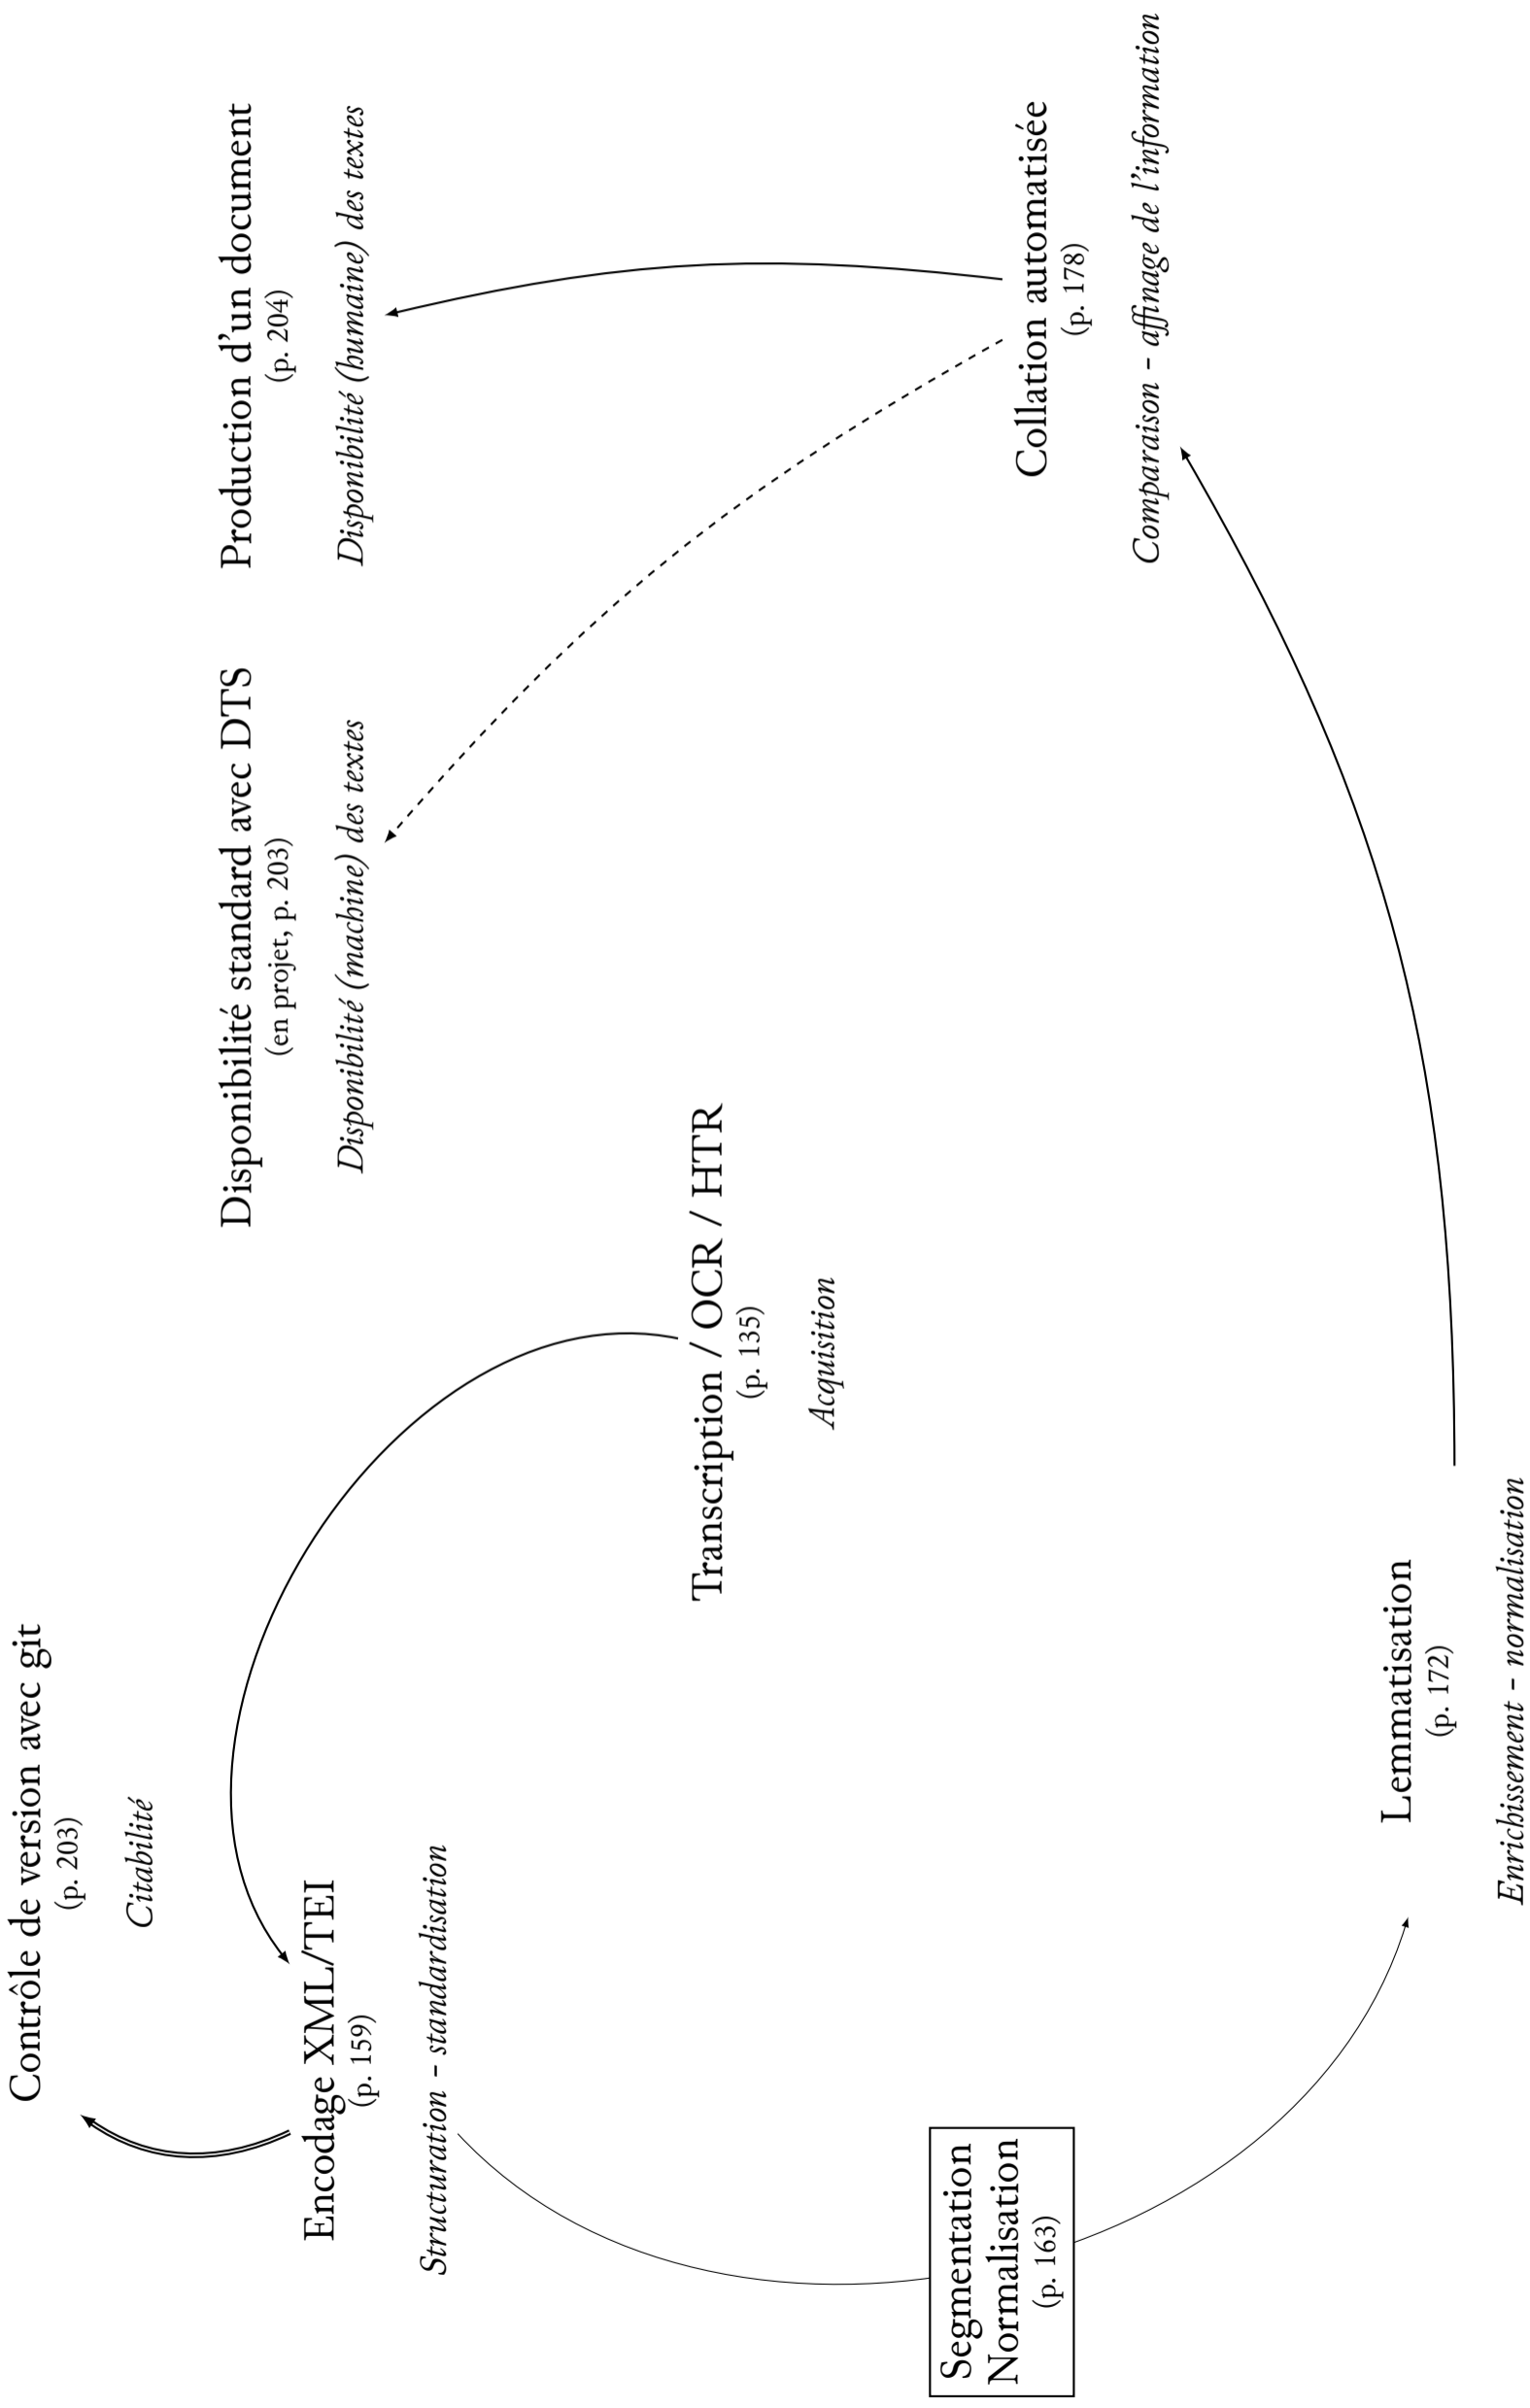 Contrôle de version avec git
(p. 203)
Citabilité
Disponibilité standard avec DTS
(en projet, p. 203)
Disponibilité (machine) des textes
Production d'un document
(p. 204)
Disponibilité (humaine) des textes
Encodage XML/TEI
(p. 159)
Structuration – standardisation
Transcription / OCR / HTR
(p. 135)
Acquisition
Segmentation
Normalisation
(p. 163)
Collation automatisée
(p. 178)
Comparaison – affinage de l'information
Lemmatisation
(p. 172)
Enrichissement – normalisation